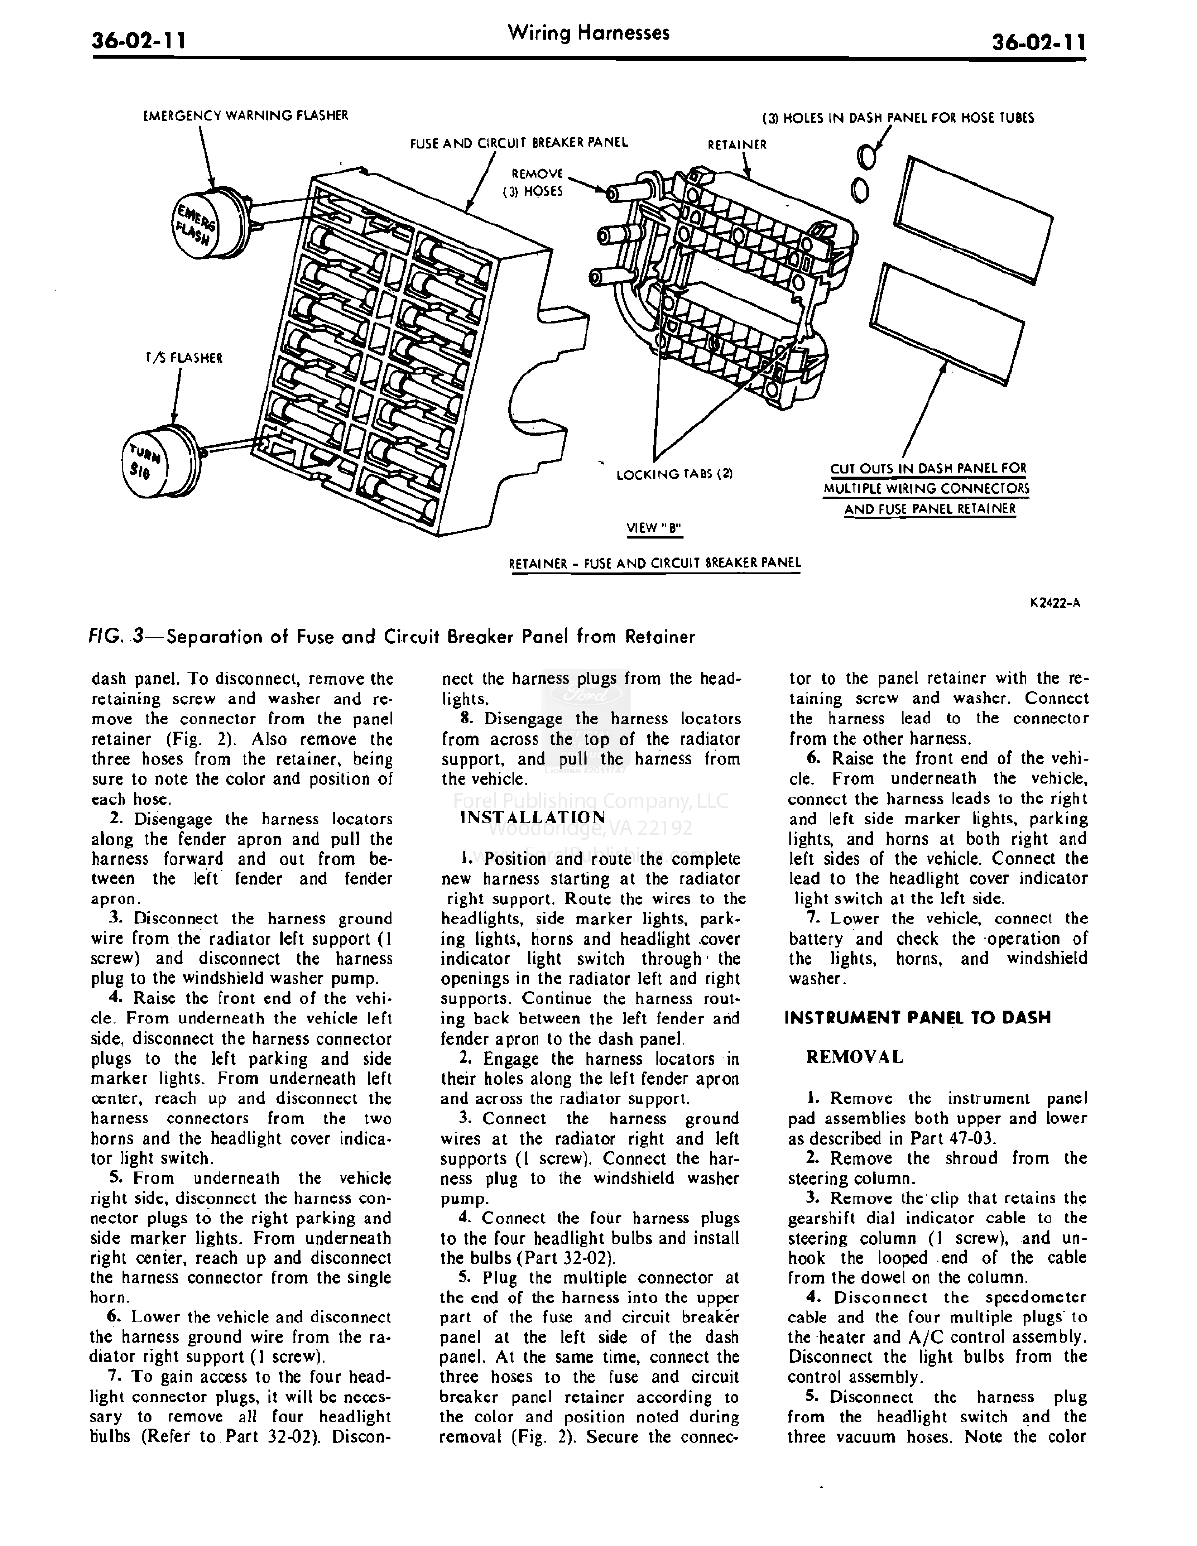 36-02-11
Wiring Harnesses
36-02-11
EMERGENCY WARNING FLASHER
FUSE AND CIRCUIT BREAKER PANEL
REMOVE
(3) HOSES
RETAINER
(3) HOLES IN DASH PANEL FOR HOSE TUBES
EMERG
FLASH
T/S FLASHER
TURN
SIG
LOCKING TABS (2)
CUT OUTS IN DASH PANEL FOR
MULTIPLE WIRING CONNECTORS
AND FUSE PANEL RETAINER
VIEW "B"
RETAINER - FUSE AND CIRCUIT BREAKER PANEL
K2422-A
FIG. 3—Separation of Fuse and Circuit Breaker Panel from Retainer
dash panel. To disconnect, remove the
retaining screw and washer and re-
move the connector from the panel
retainer (Fig. 2). Also remove the
three hoses from the retainer, being
sure to note the color and position of
each hose.
2. Disengage the harness locators
along the fender apron and pull the
harness forward and out from be-
tween the left fender and fender
apron.
3. Disconnect the harness ground
wire from the radiator left support (1
screw) and disconnect the harness
plug to the windshield washer pump.
4. Raise the front end of the vehi-
cle. From underneath the vehicle left
side, disconnect the harness connector
plugs to the left parking and side
marker lights. From underneath left
center, reach up and disconnect the
harness connectors from the two
horns and the headlight cover indica-
tor light switch.
5. From underneath the vehicle
right side, disconnect the harness con-
nector plugs to the right parking and
side marker lights. From underneath
right center, reach up and disconnect
the harness connector from the single
horn.
6. Lower the vehicle and disconnect
the harness ground wire from the ra-
diator right support (1 screw).
7. To gain access to the four head-
light connector plugs, it will be neces-
sary to remove all four headlight
bulbs (Refer to Part 32-02). Discon-
nect the harness plugs from the head-
lights.
8. Disengage the harness locators
from across the top of the radiator
support, and pull the harness from
the vehicle.
Ford
Forel Publishing Company, LLC
INSTALLATION
Woodbridge, VA 22192
1. Position and route the complete
new harness starting at the radiator
right support. Route the wires to the
headlights, side marker lights, park-
ing lights, horns and headlight cover
indicator light switch through the
openings in the radiator left and right
supports. Continue the harness rout-
ing back between the left fender and
fender apron to the dash panel.
2. Engage the harness locators in
their holes along the left fender apron
and across the radiator support.
3. Connect the harness ground
wires at the radiator right and left
supports (1 screw). Connect the har-
ness plug to the windshield washer
pump.
4. Connect the four harness plugs
to the four headlight bulbs and install
the bulbs (Part 32-02).
5. Plug the multiple connector at
the end of the harness into the upper
part of the fuse and circuit breaker
panel at the left side of the dash
panel. At the same time, connect the
three hoses to the fuse and circuit
breaker panel retainer according to
the color and position noted during
removal (Fig. 2). Secure the connec-
tor to the panel retainer with the re-
taining screw and washer. Connect
the harness lead to the connector
from the other harness.
6. Raise the front end of the vehi-
cle. From underneath the vehicle,
connect the harness leads to the right
and left side marker lights, parking
lights, and horns at both right and
left sides of the vehicle. Connect the
lead to the headlight cover indicator
light switch at the left side.
7. Lower the vehicle, connect the
battery and check the operation of
the lights, horns, and windshield
washer.
INSTRUMENT PANEL TO DASH
REMOVAL
1. Remove the instrument panel
pad assemblies both upper and lower
as described in Part 47-03.
2. Remove the shroud from the
steering column.
3. Remove the clip that retains the
gearshift dial indicator cable to the
steering column (1 screw), and un-
hook the looped end of the cable
from the dowel on the column.
4. Disconnect the speedometer
cable and the four multiple plugs to
the heater and A/C control assembly.
Disconnect the light bulbs from the
control assembly.
5. Disconnect the harness plug
from the headlight switch and the
three vacuum hoses. Note the color